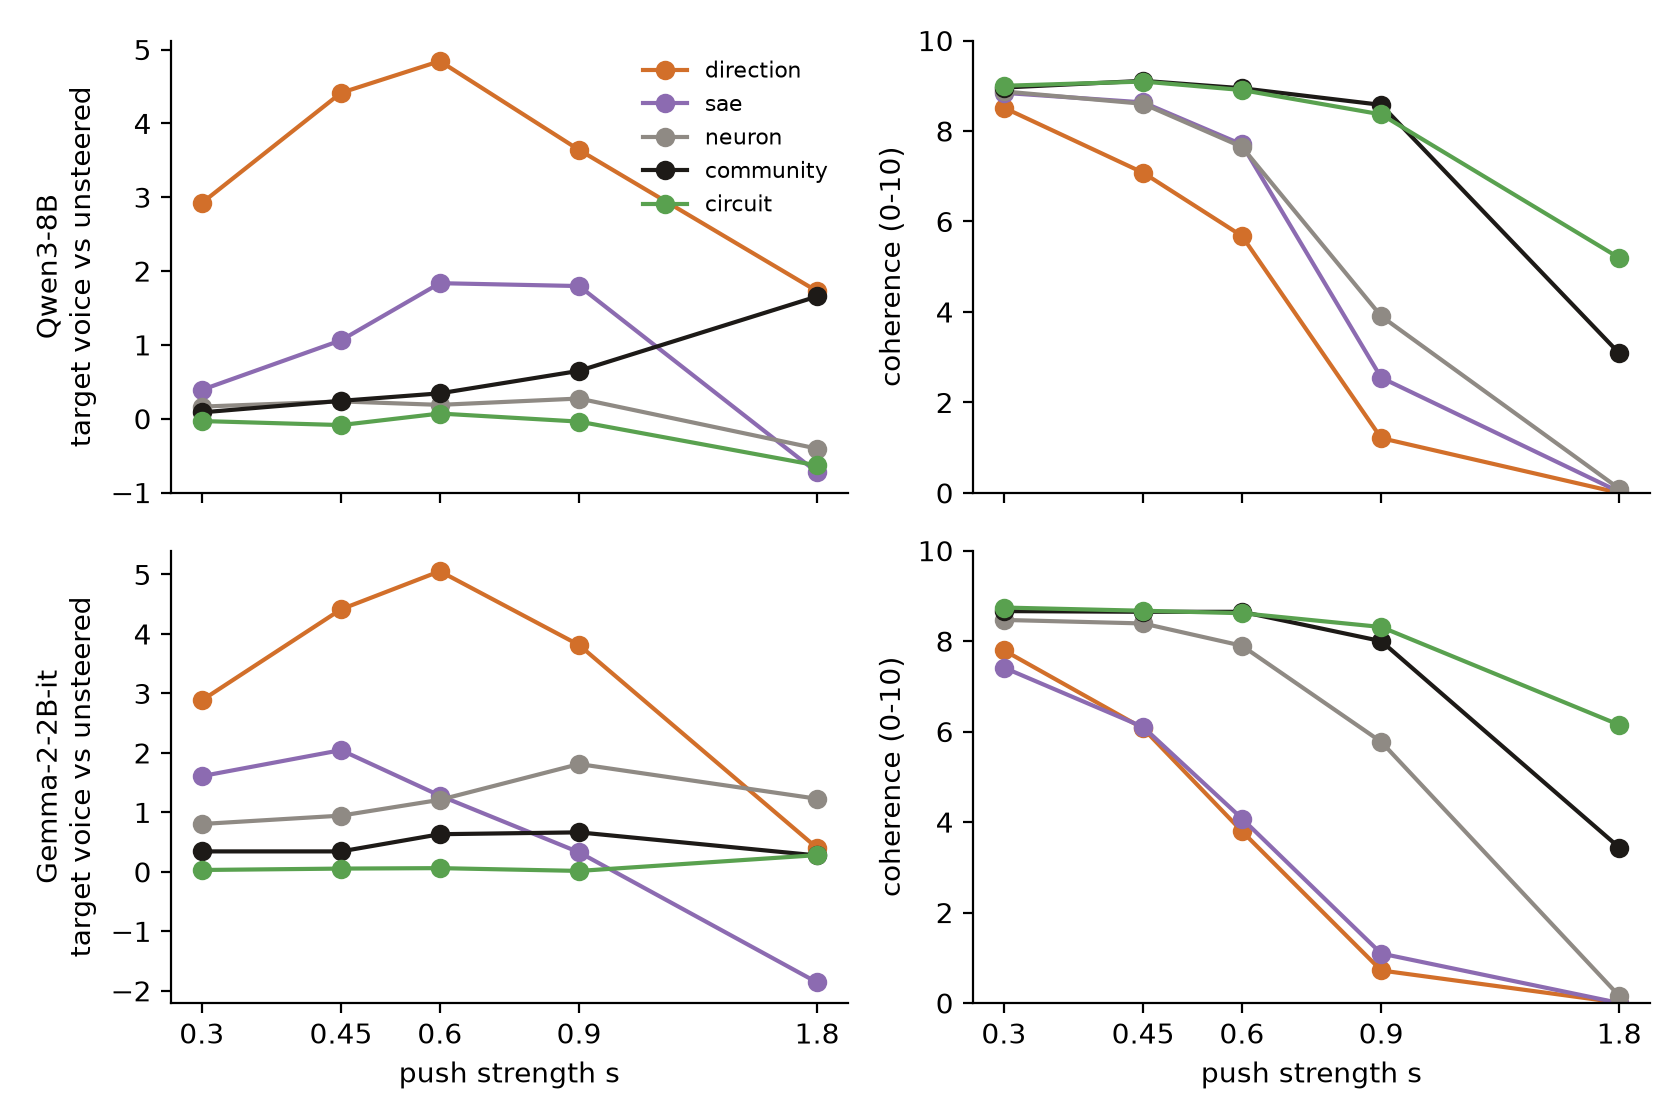 Qwen3-8B
target voice vs unsteered
5
4
3
2
1
0
−1
direction
sae
neuron
community
circuit
coherence (0-10)
10
8
6
4
2
0
Gemma-2-2B-it
target voice vs unsteered
5
4
3
2
1
0
−1
−2
0.3 0.45 0.6 0.9 1.8
push strength s
coherence (0-10)
10
8
6
4
2
0
0.3 0.45 0.6 0.9 1.8
push strength s